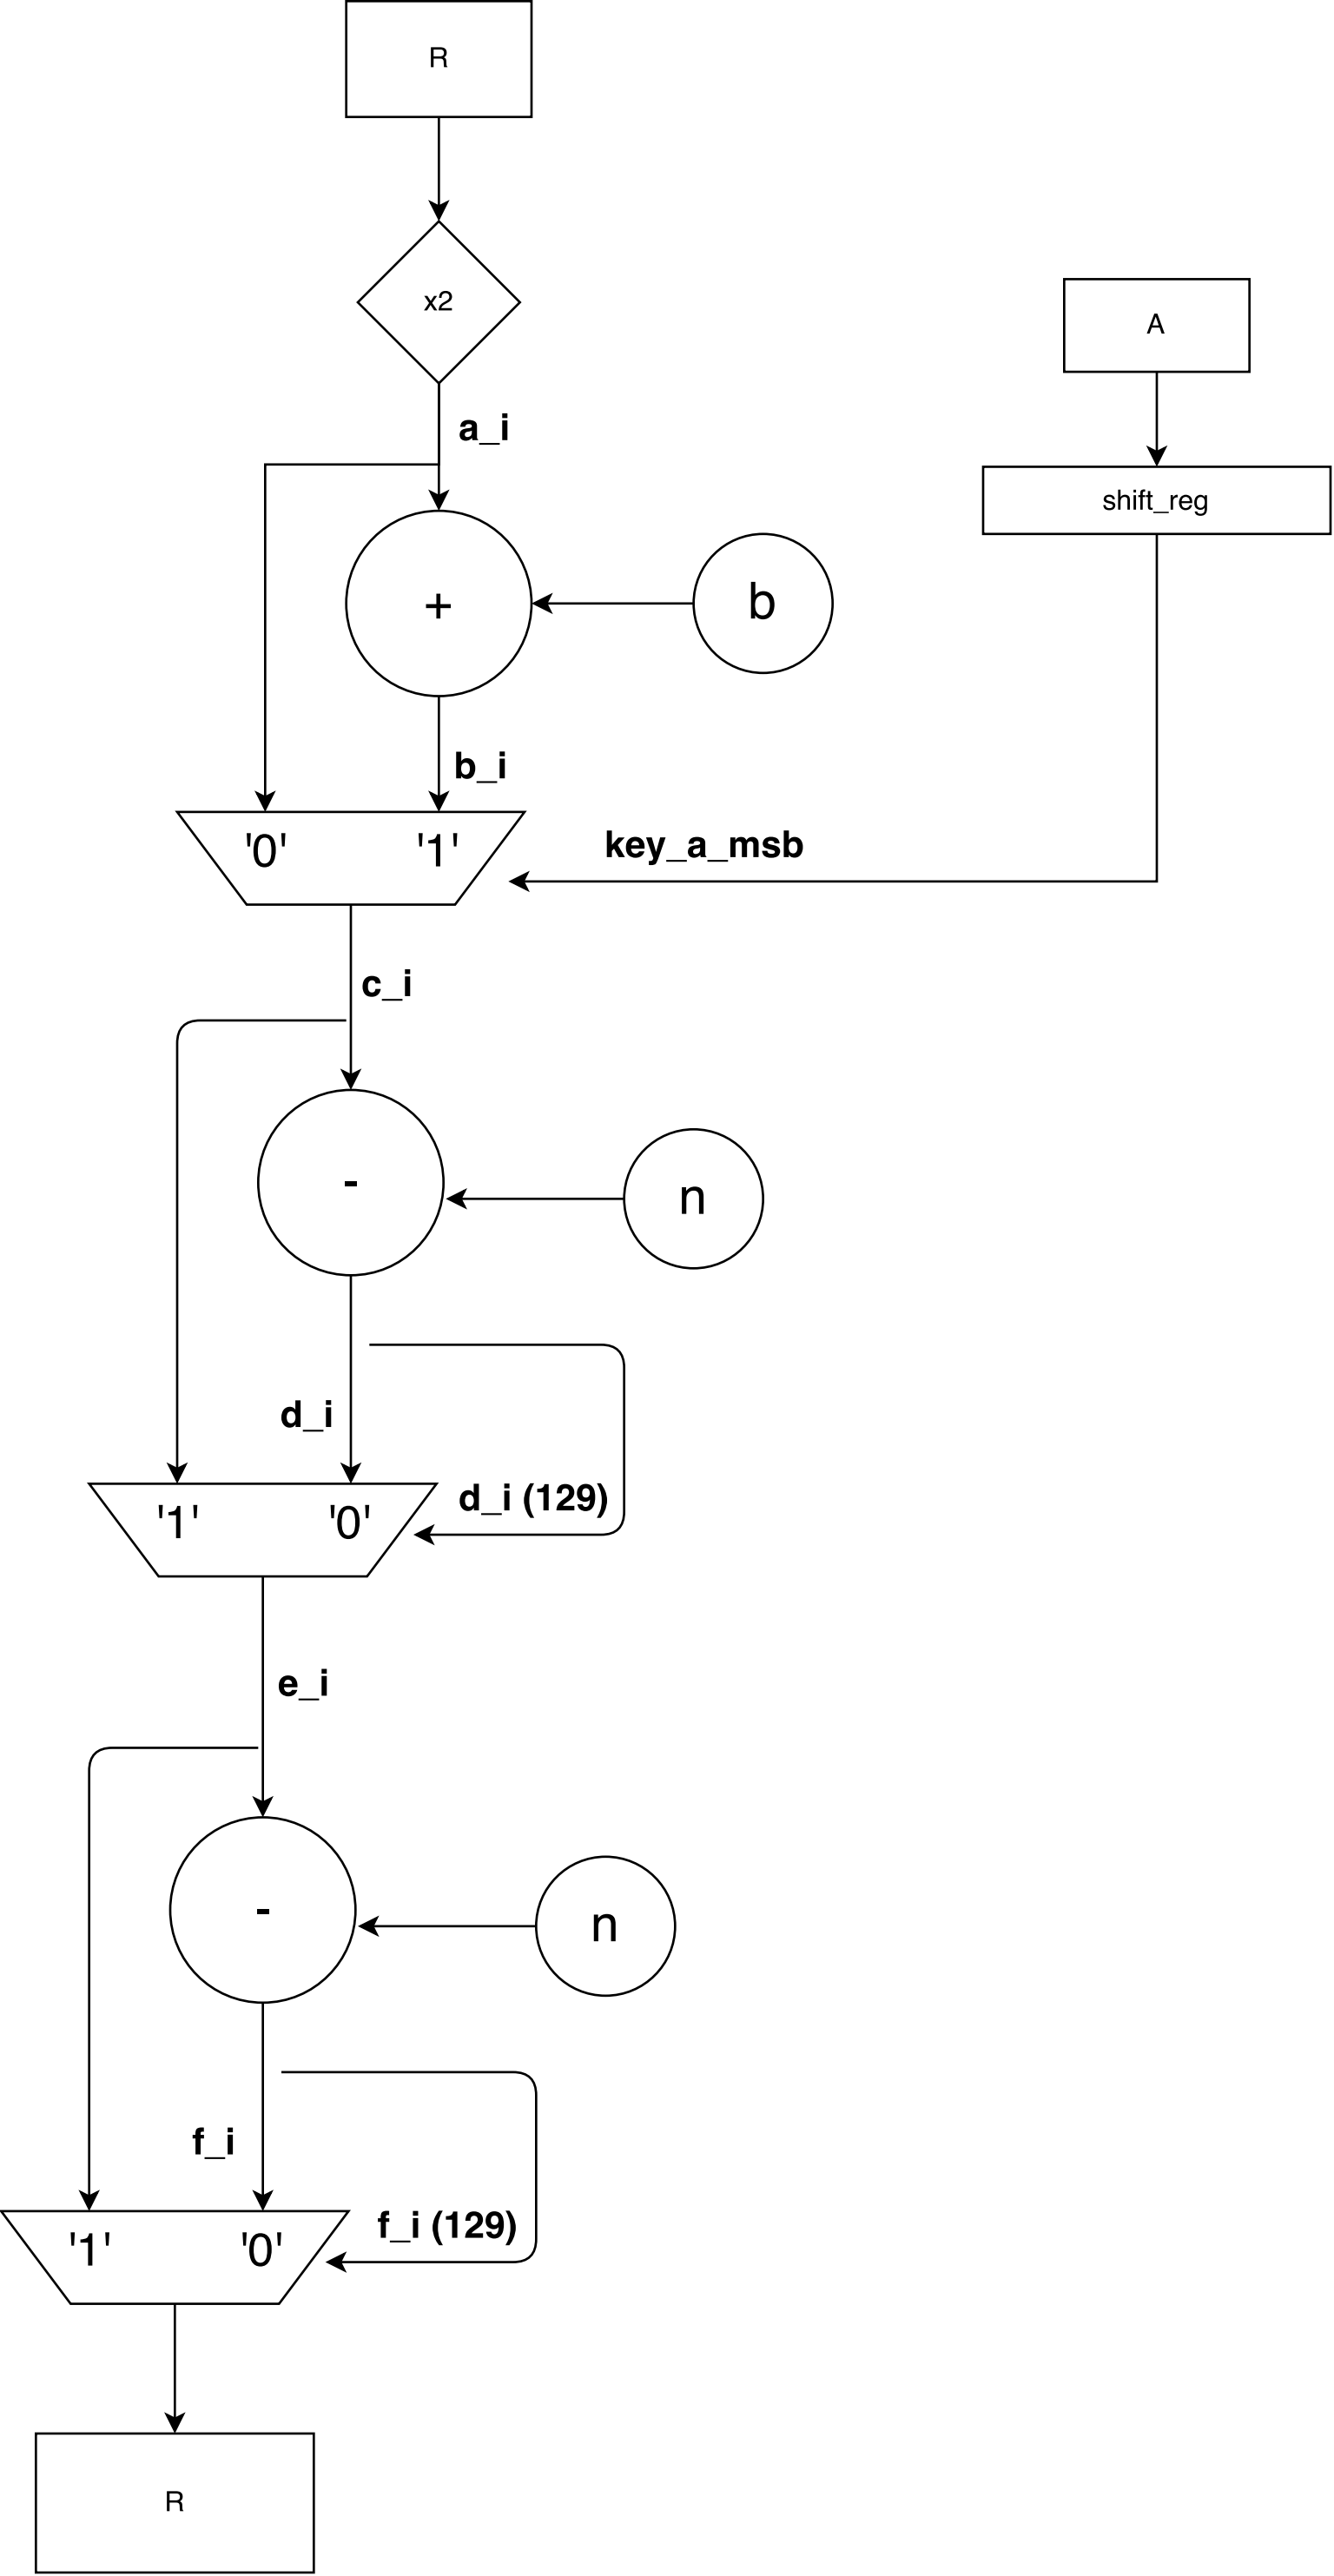 R
x2
A
a_i
shift_reg
+
b
b_i
'0' '1'
key_a_msb
c_i
-
n
d_i
d_i (129)
'1' '0'
e_i
-
n
f_i
f_i (129)
'1' '0'
R